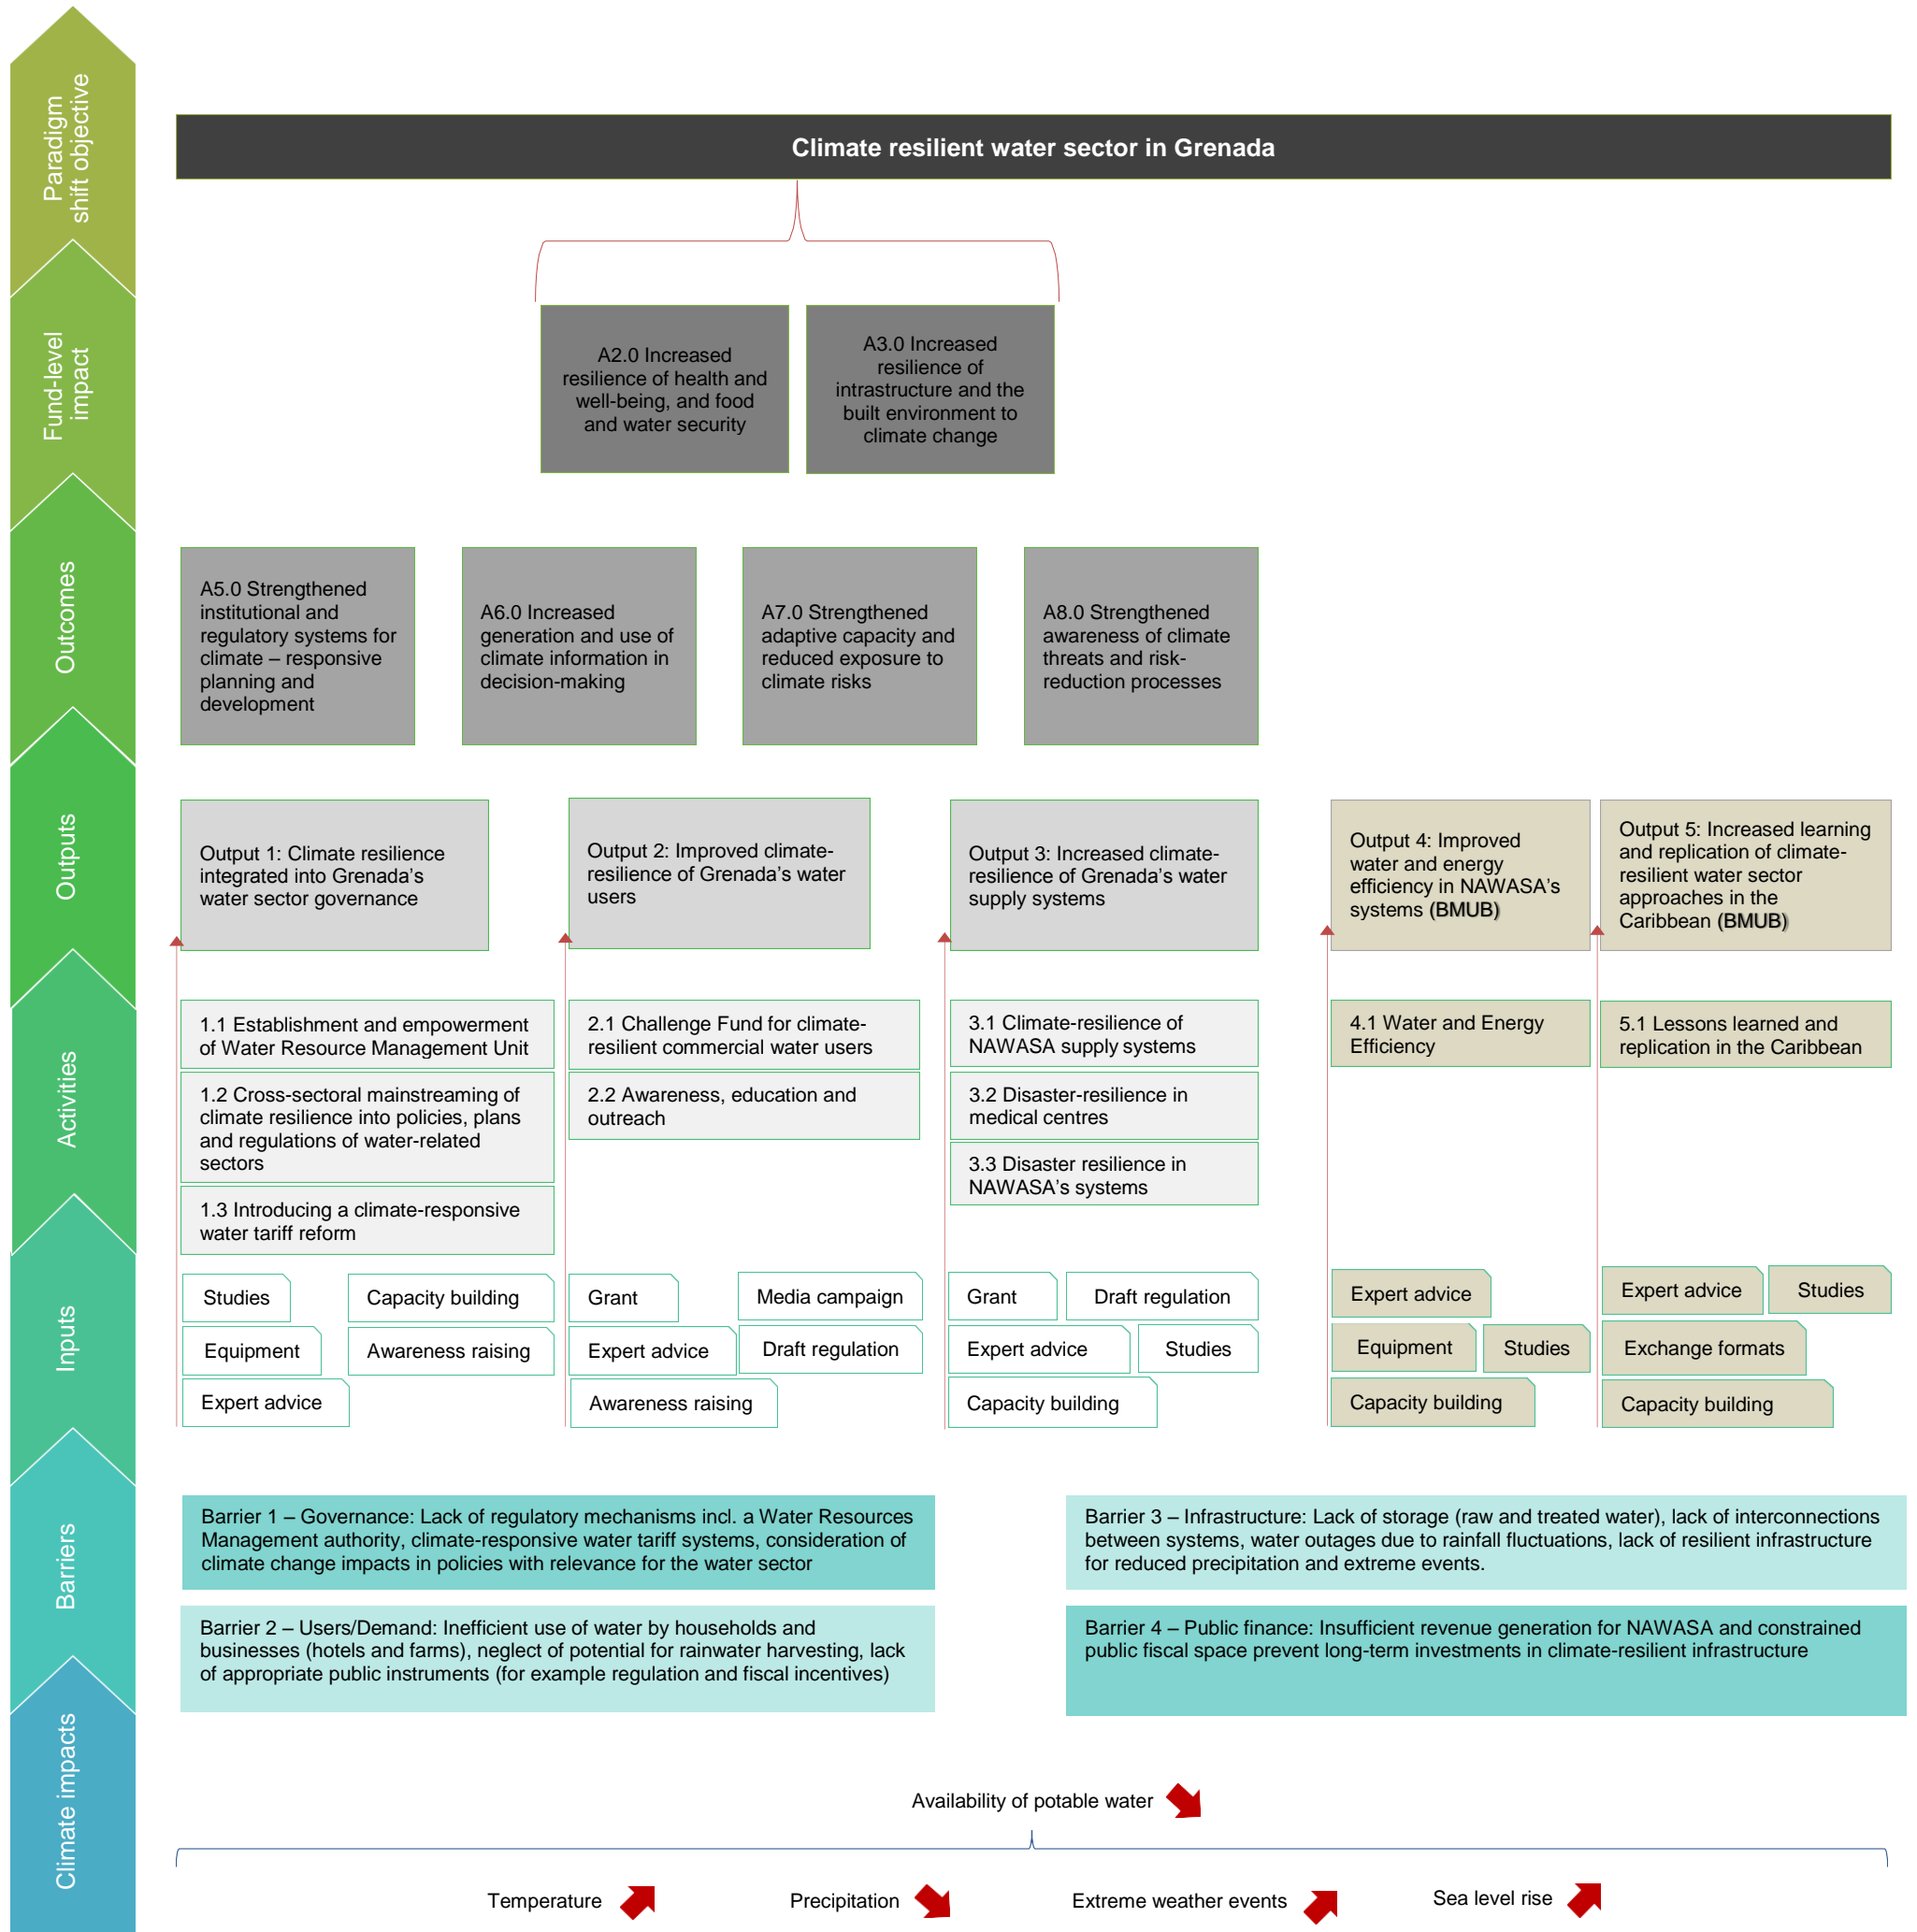 Paradigm
shift objective
Climate resilient water sector in Grenada
Fund-level
impact
A2.0 Increased
resilience of health and
well-being, and food
and water security
A3.0 Increased
resilience of
intrastructure and the
built environment to
climate change
Outcomes
A5.0 Strengthened
institutional and
regulatory systems for
climate – responsive
planning and
development
A6.0 Increased
generation and use of
climate information in
decision-making
A7.0 Strengthened
adaptive capacity and
reduced exposure to
climate risks
A8.0 Strengthened
awareness of climate
threats and risk-
reduction processes
Outputs
Output 1: Climate resilience
integrated into Grenada's
water sector governance
Output 2: Improved climate-
resilience of Grenada's water
users
Output 3: Increased climate-
resilience of Grenada's water
supply systems
Output 4: Improved
water and energy
efficiency in NAWASA's
systems (BMUB)
Output 5: Increased learning
and replication of climate-
resilient water sector
approaches in the
Caribbean (BMUB)
Activities
1.1 Establishment and empowerment
of Water Resource Management Unit
1.2 Cross-sectoral mainstreaming of
climate resilience into policies, plans
and regulations of water-related
sectors
1.3 Introducing a climate-responsive
water tariff reform
2.1 Challenge Fund for climate-
resilient commercial water users
2.2 Awareness, education and
outreach
3.1 Climate-resilience of
NAWASA supply systems
3.2 Disaster-resilience in
medical centres
3.3 Disaster resilience in
NAWASA's systems
4.1 Water and Energy
Efficiency
5.1 Lessons learned and
replication in the Caribbean
Inputs
Studies
Capacity building
Equipment
Awareness raising
Expert advice
Grant
Media campaign
Expert advice
Draft regulation
Awareness raising
Grant
Draft regulation
Expert advice
Studies
Capacity building
Expert advice
Equipment
Studies
Capacity building
Expert advice
Studies
Exchange formats
Capacity building
Barriers
Barrier 1 – Governance: Lack of regulatory mechanisms incl. a Water Resources
Management authority, climate-responsive water tariff systems, consideration of
climate change impacts in policies with relevance for the water sector
Barrier 2 – Users/Demand: Inefficient use of water by households and
businesses (hotels and farms), neglect of potential for rainwater harvesting, lack
of appropriate public instruments (for example regulation and fiscal incentives)
Barrier 3 – Infrastructure: Lack of storage (raw and treated water), lack of interconnections
between systems, water outages due to rainfall fluctuations, lack of resilient infrastructure
for reduced precipitation and extreme events.
Barrier 4 – Public finance: Insufficient revenue generation for NAWASA and constrained
public fiscal space prevent long-term investments in climate-resilient infrastructure
Climate impacts
Availability of potable water
Temperature
Precipitation
Extreme weather events
Sea level rise